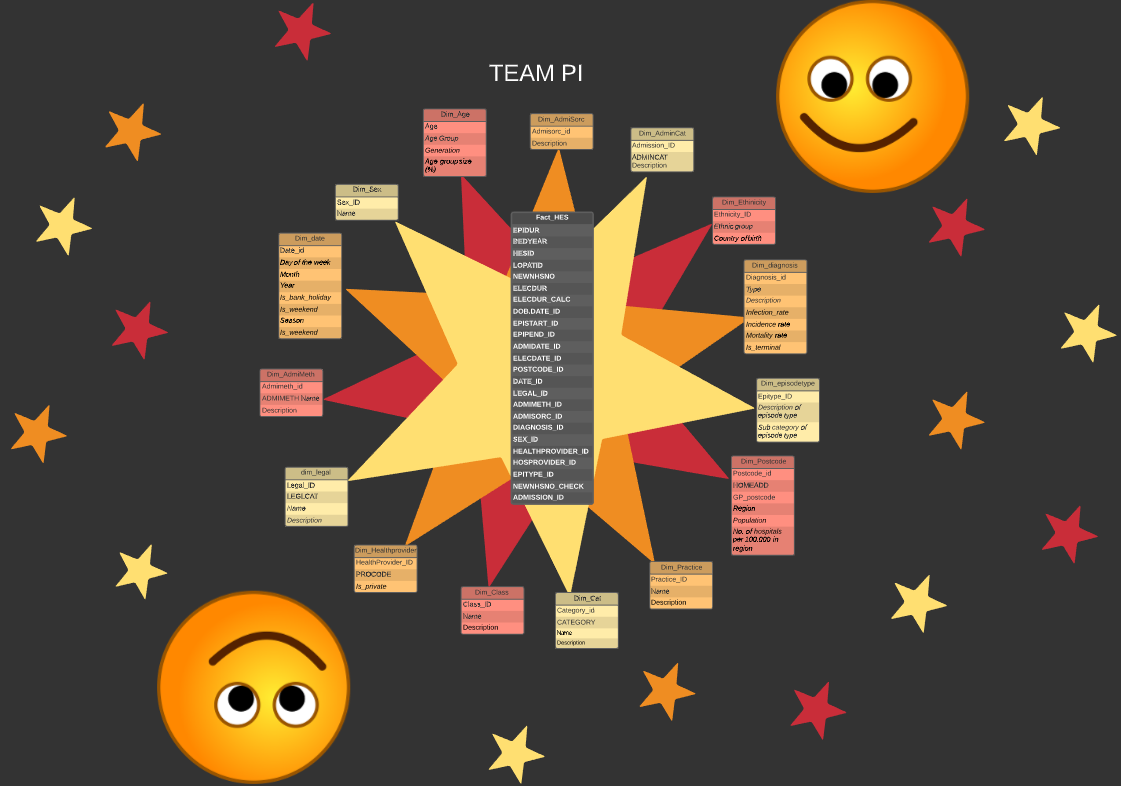 TEAM PI
Dim_Age
Age
Age Group
Generation
Age groupsize
(%)
Dim_AdmiSorc
Admisorc_id
Description
Dim_AdminCat
Admission_ID
ADMINCAT
Description
Dim_Sex
Sex_ID
Name
Dim_Ethnicity
Ethnicity_ID
Ethnic group
Country of birth
Dim_date
Date_id
Day of the week
Month
Year
Is_bank_holiday
Is_weekend
Season
Is_weekend
Fact_HES
EPIDUR
BEDYEAR
HESID
LOPATID
NEWNHSNO
ELECDUR
ELECDUR_CALC
DOB.DATE_ID
EPISTART_ID
EPIPEND_ID
ADMIDATE_ID
ELECDATE_ID
POSTCODE_ID
DATE_ID
LEGAL_ID
ADMIMETH_ID
ADMISORC_ID
DIAGNOSIS_ID
SEX_ID
HEALTHPROVIDER_ID
HOSPROVIDER_ID
EPITYPE_ID
NEWNHSNO_CHECK
ADMISSION_ID
Dim_diagnosis
Diagnosis_id
Type
Description
Infection_rate
Incidence rate
Mortality rate
Is_terminal
Dim_AdmiMeth
Admimeth_id
ADMIMETH Name
Description
Dim_episodetype
Epitype_ID
Description of
episode type
Sub category of
episode type
dim_legal
Legal_ID
LEGLCAT
Name
Description
Dim_Postcode
Postcode_id
HOMEADD
GP_postcode
Region
Population
No. of hospitals
per 100.000 in
region
Dim_Healthprovider
HealthProvider_ID
PROCODE
Is_private
Dim_Class
Class_ID
Name
Description
Dim_Cat
Category_id
CATEGORY
Name
Description
Dim_Practice
Practice_ID
Name
Description